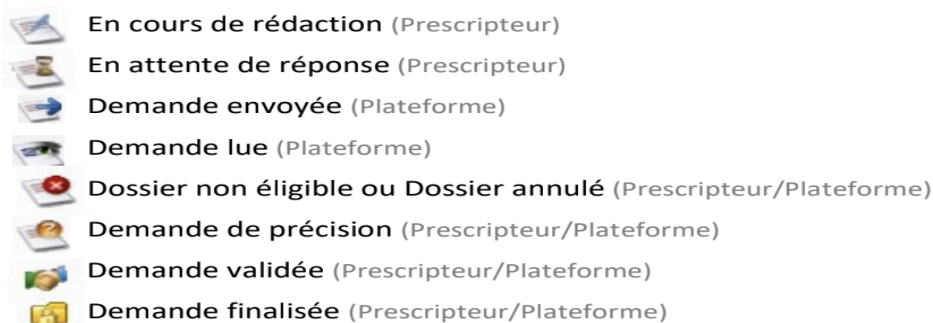 En cours de rédaction (Prescripteur)
En attente de réponse (Prescripteur)
Demande envoyée (Plateforme)
Demande lue (Plateforme)
Dossier non éligible ou Dossier annulé (Prescripteur/Plateforme)
Demande de précision (Prescripteur/Plateforme)
Demande validée (Prescripteur/Plateforme)
Demande finalisée (Prescripteur/Plateforme)